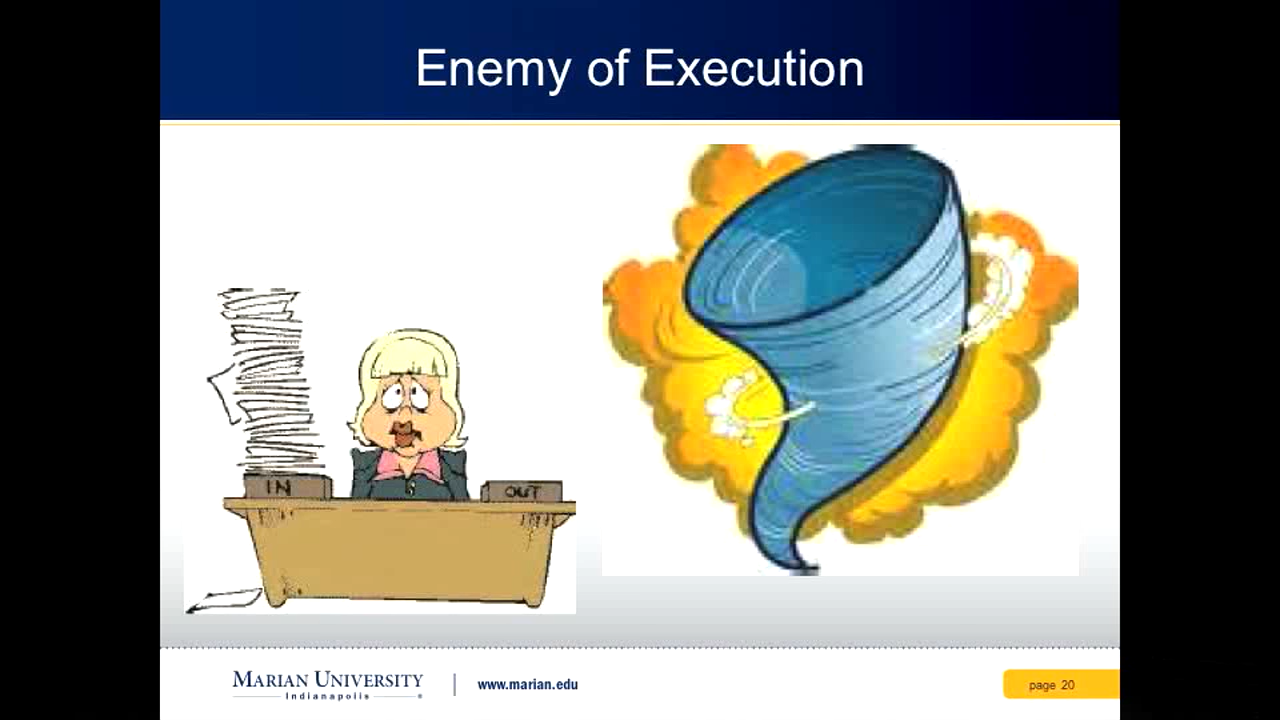 Enemy of Execution
IN
OUT
MARIAN UNIVERSITY
Indianapolis ®
www.marian.edu
page 20